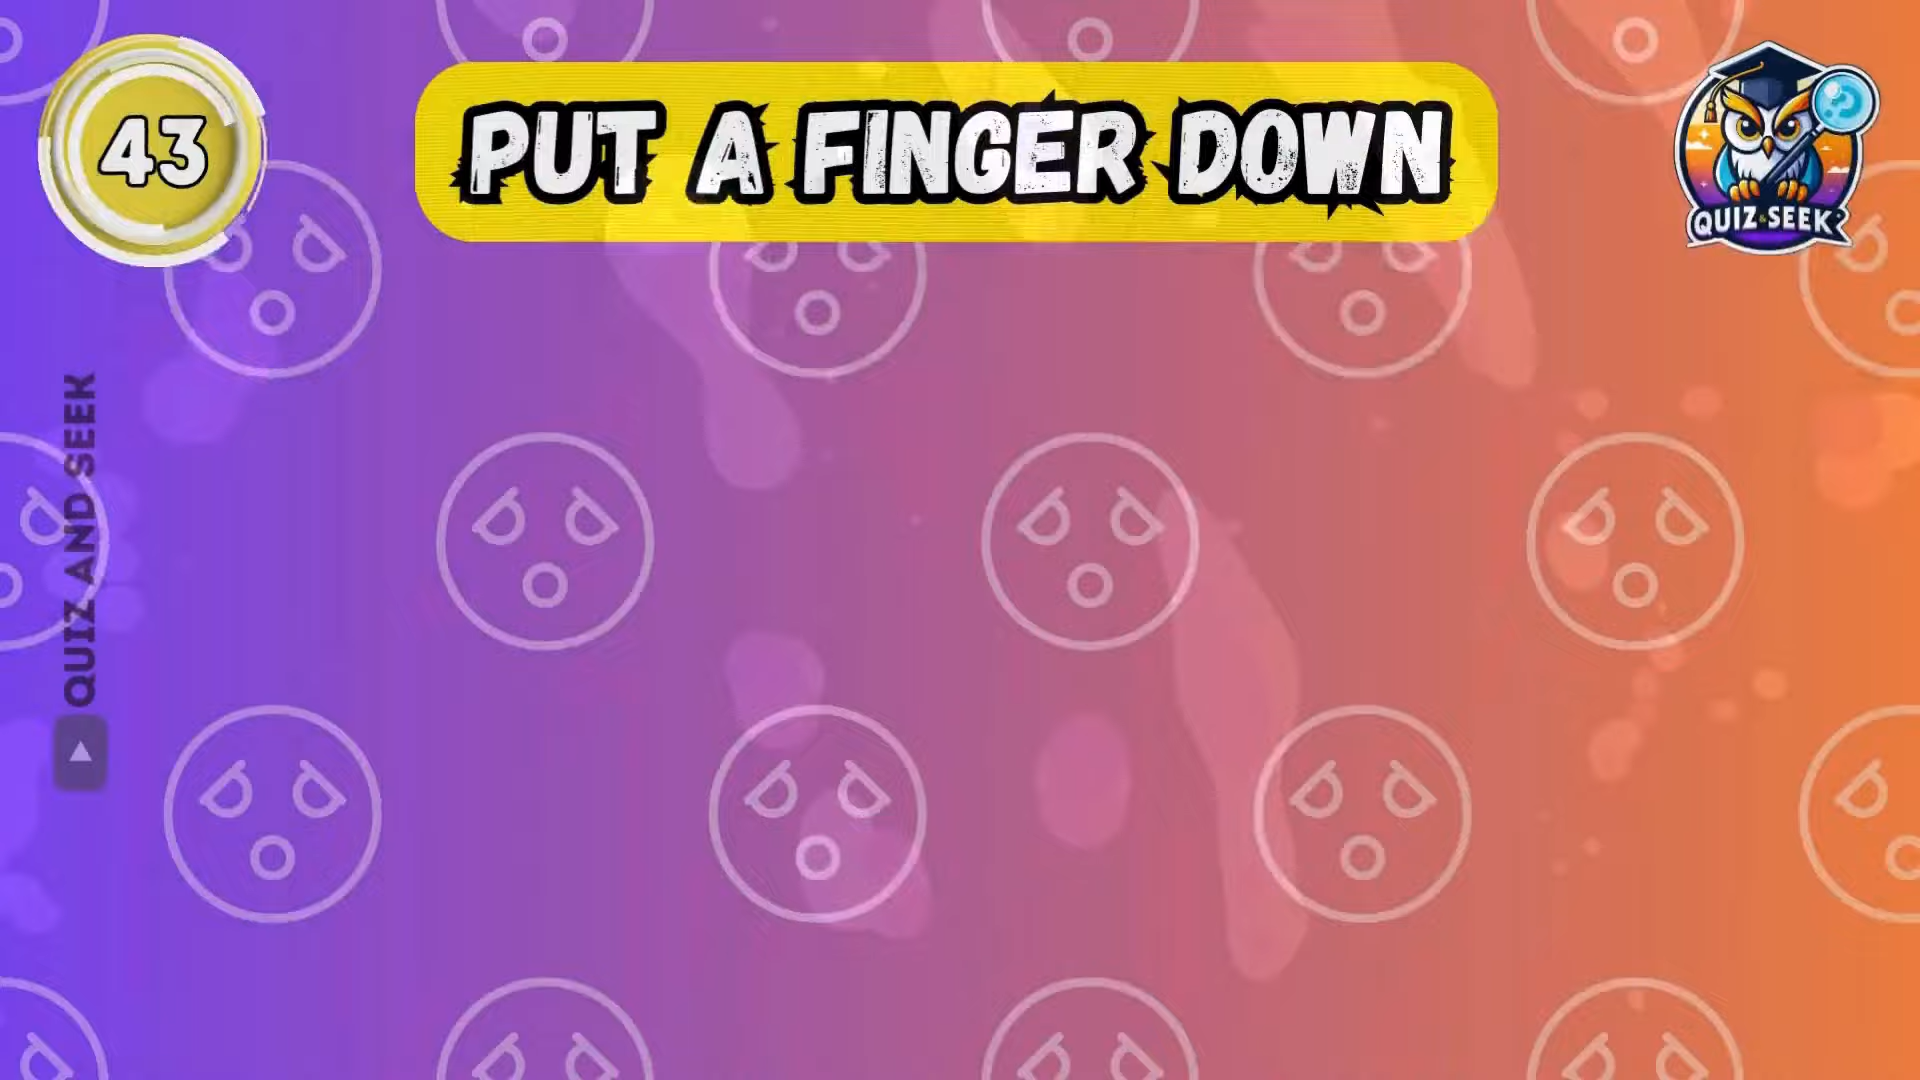 43
PUT A FINGER DOWN
QUIZ & SEEK
QUIZ AND SEEK